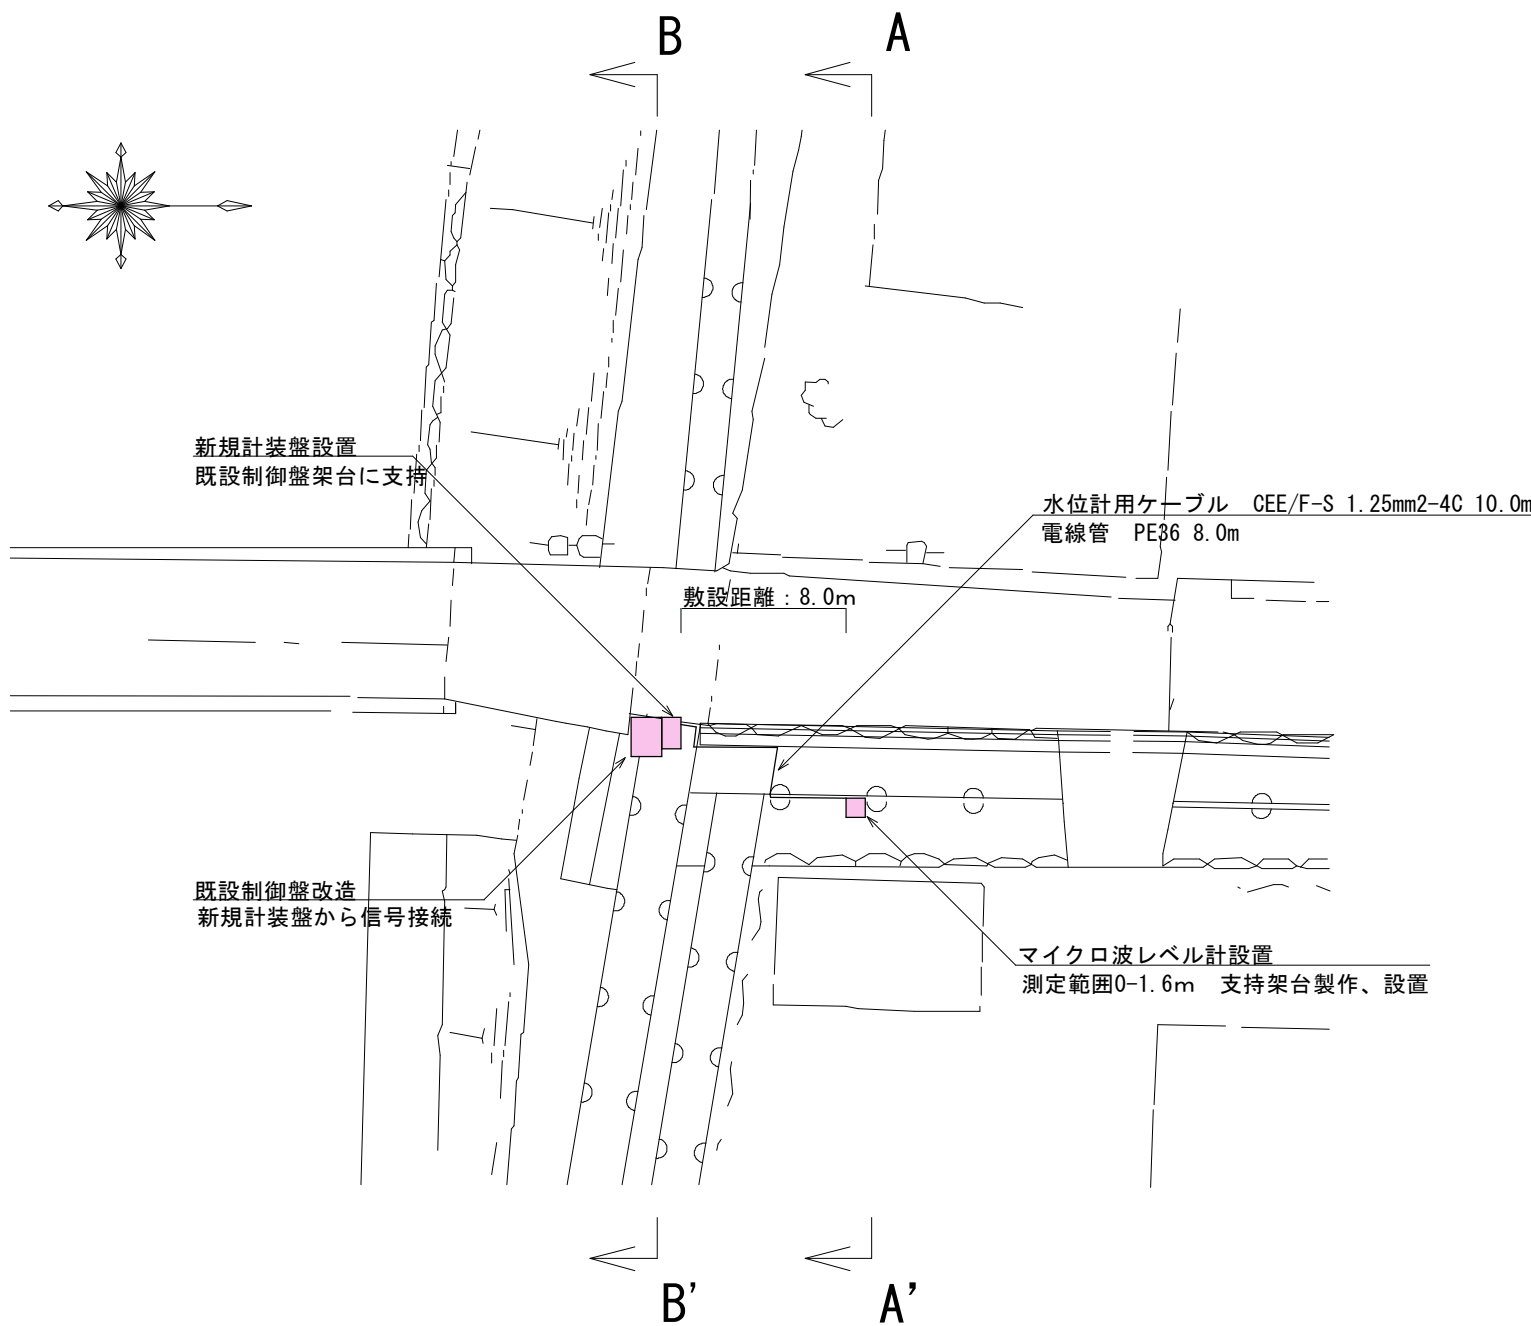 B
A
新規計装盤設置
既設制御盤架台に支持
水位計用ケーブル CEE/F-S 1.25mm2-4C 10.0m
電線管 PE36 8.0m
敷設距離：8.0m
既設制御盤改造
新規計装盤から信号接続
マイクロ波レベル計設置
測定範囲0-1.6m 支持架台製作、設置
B'
A'